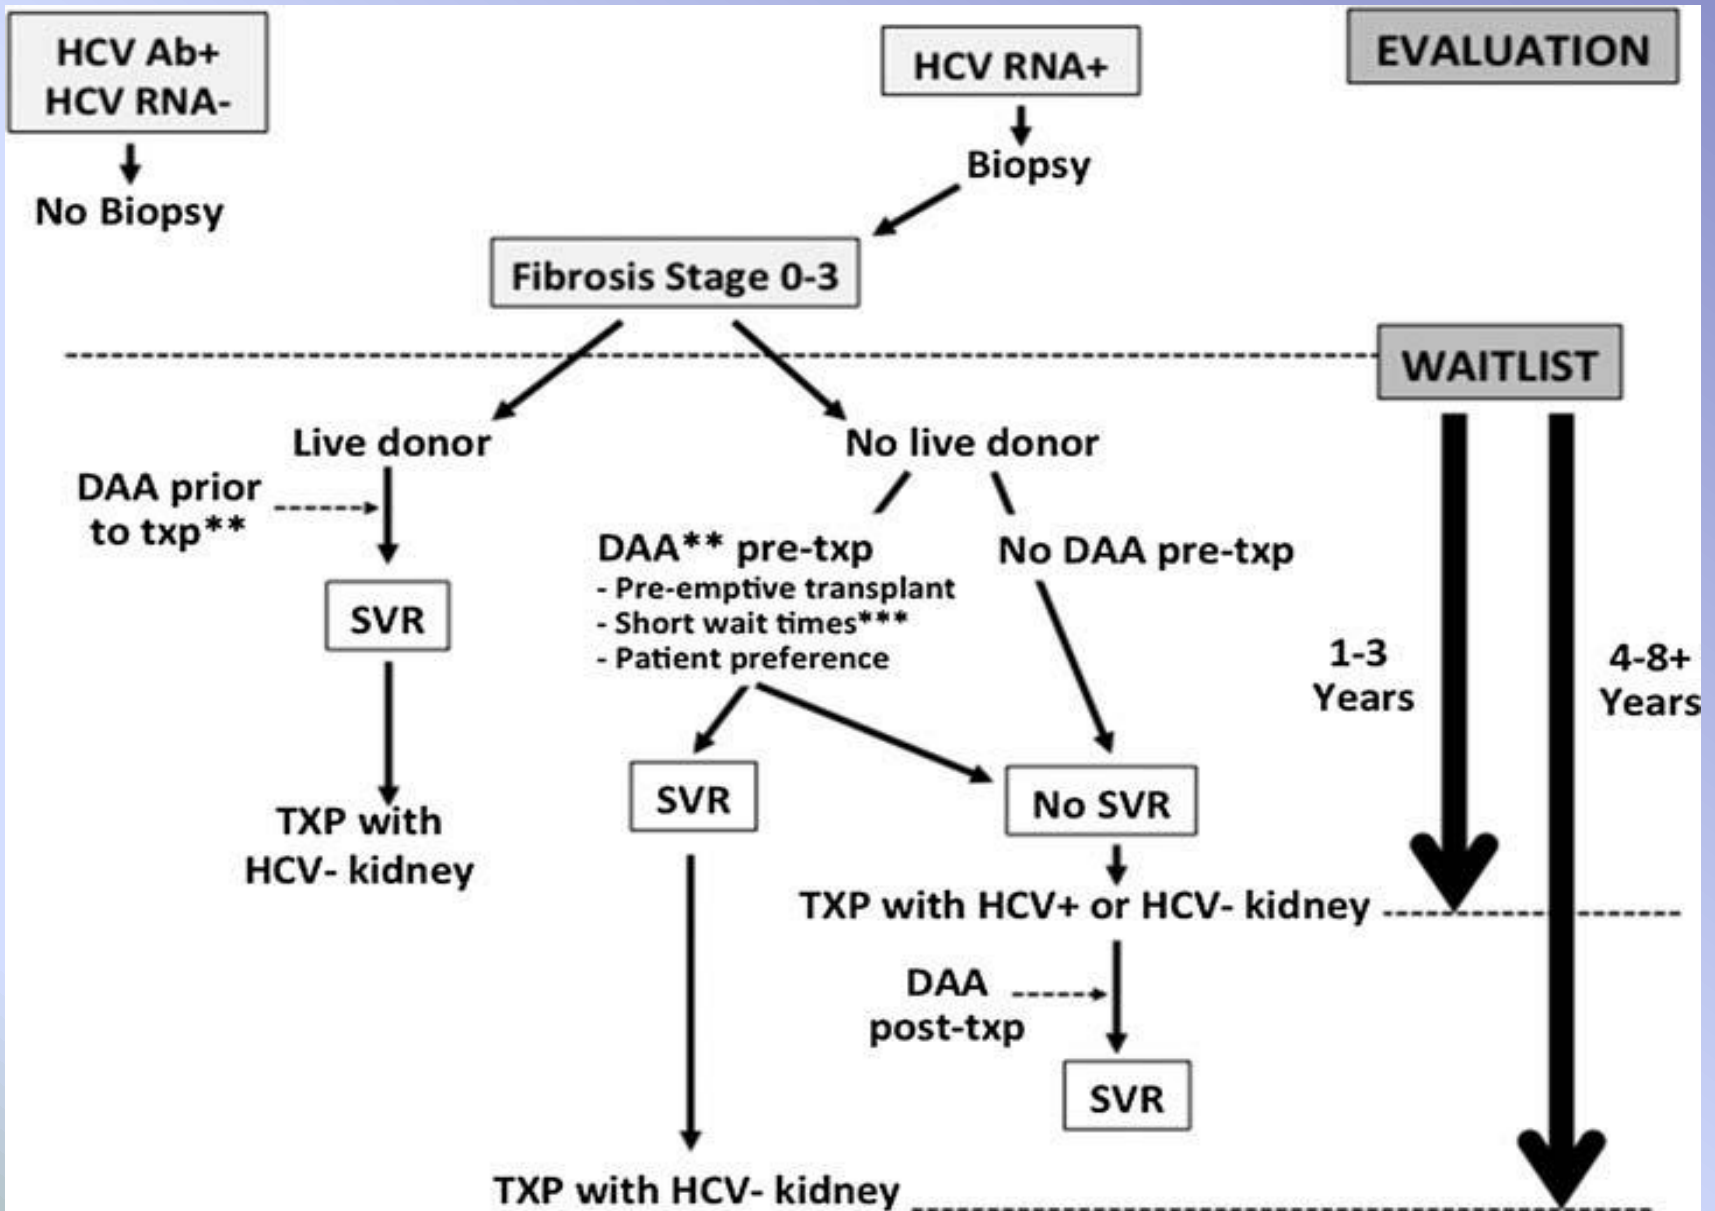 HCV Ab+
HCV RNA-
No Biopsy
HCV RNA+
Biopsy
EVALUATION
Fibrosis Stage 0-3
WAITLIST
Live donor
No live donor
DAA prior
to txp**
SVR
TXP with
HCV- kidney
DAA** pre-txp
- Pre-emptive transplant
- Short wait times***
- Patient preference
No DAA pre-txp
SVR
No SVR
TXP with HCV+ or HCV- kidney
DAA
post-txp
SVR
TXP with HCV- kidney
1-3
Years
4-8+
Years